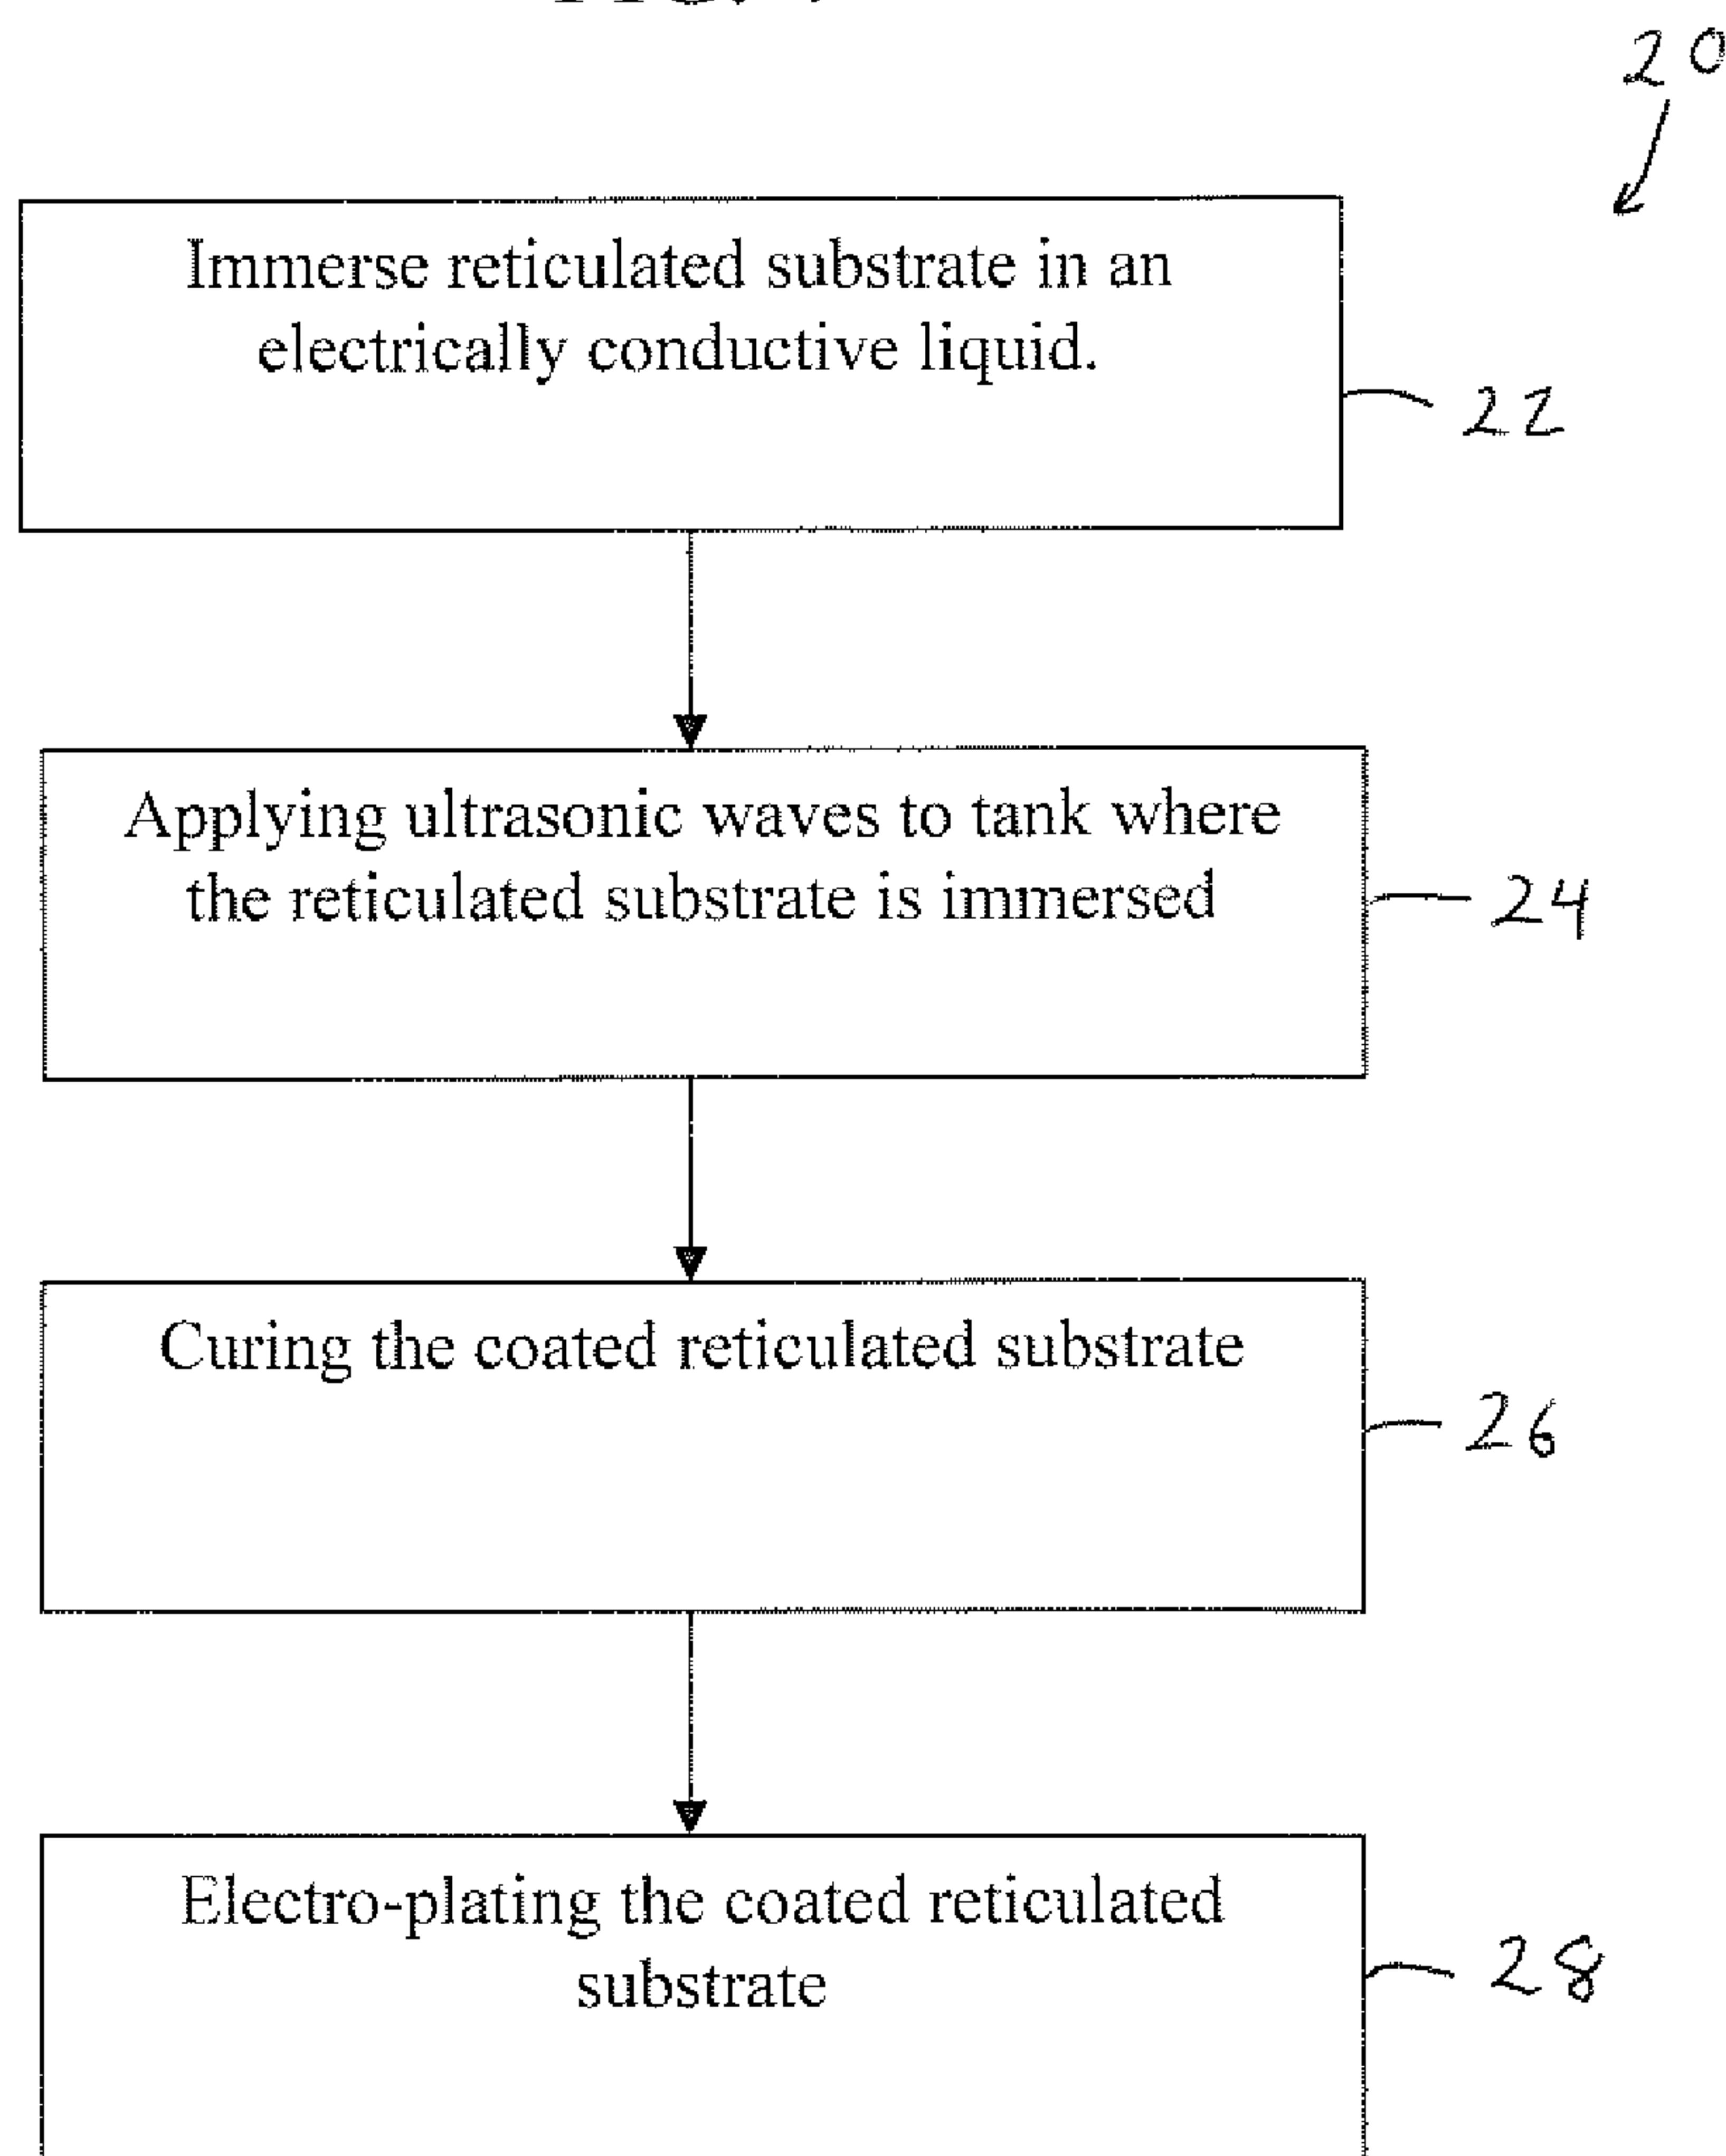 20
Immerse reticulated substrate in an
electrically conductive liquid.
22
Applying ultrasonic waves to tank where
the reticulated substrate is immersed
24
Curing the coated reticulated substrate
26
Electro-plating the coated reticulated
substrate
28